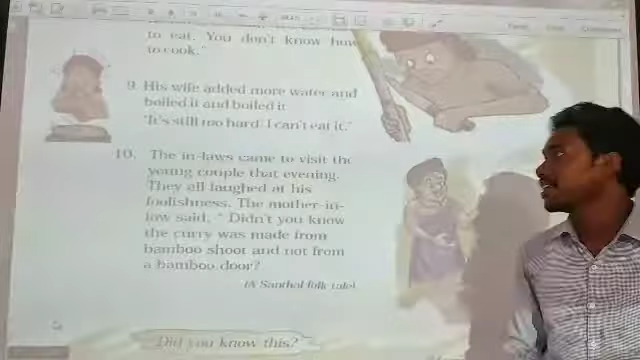 to eat. You don't know how
to cook."
9. His wife added more water and
boiled it and boiled it
"It's still too hard! I can't eat it."
10. The in-laws came to visit the
young couple that evening.
They all laughed at his
foolishness. The mother-in-
law said, " Didn't you know
the curry was made from
bamboo shoot and not from
a bamboo door?
(A Santhal folk tale)
Did you know this?